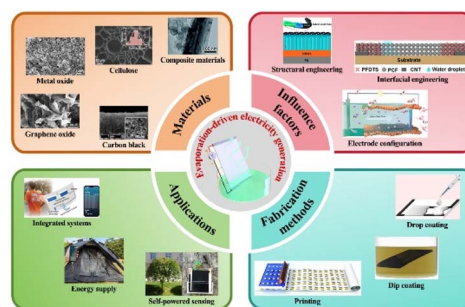 Metal oxide
Cellulose
Composite materials
Graphene oxide
Carbon black
Materials
Structural engineering
Substrate
PFDTS
PCF
CNT
Water droplet
Interfacial engineering
Electrode configuration
Influence
factors
Evaporation-driven electricity generation
Applications
Integrated systems
Energy supply
Self-powered sensing
Fabrication
methods
Drop coating
Printing
Dip coating